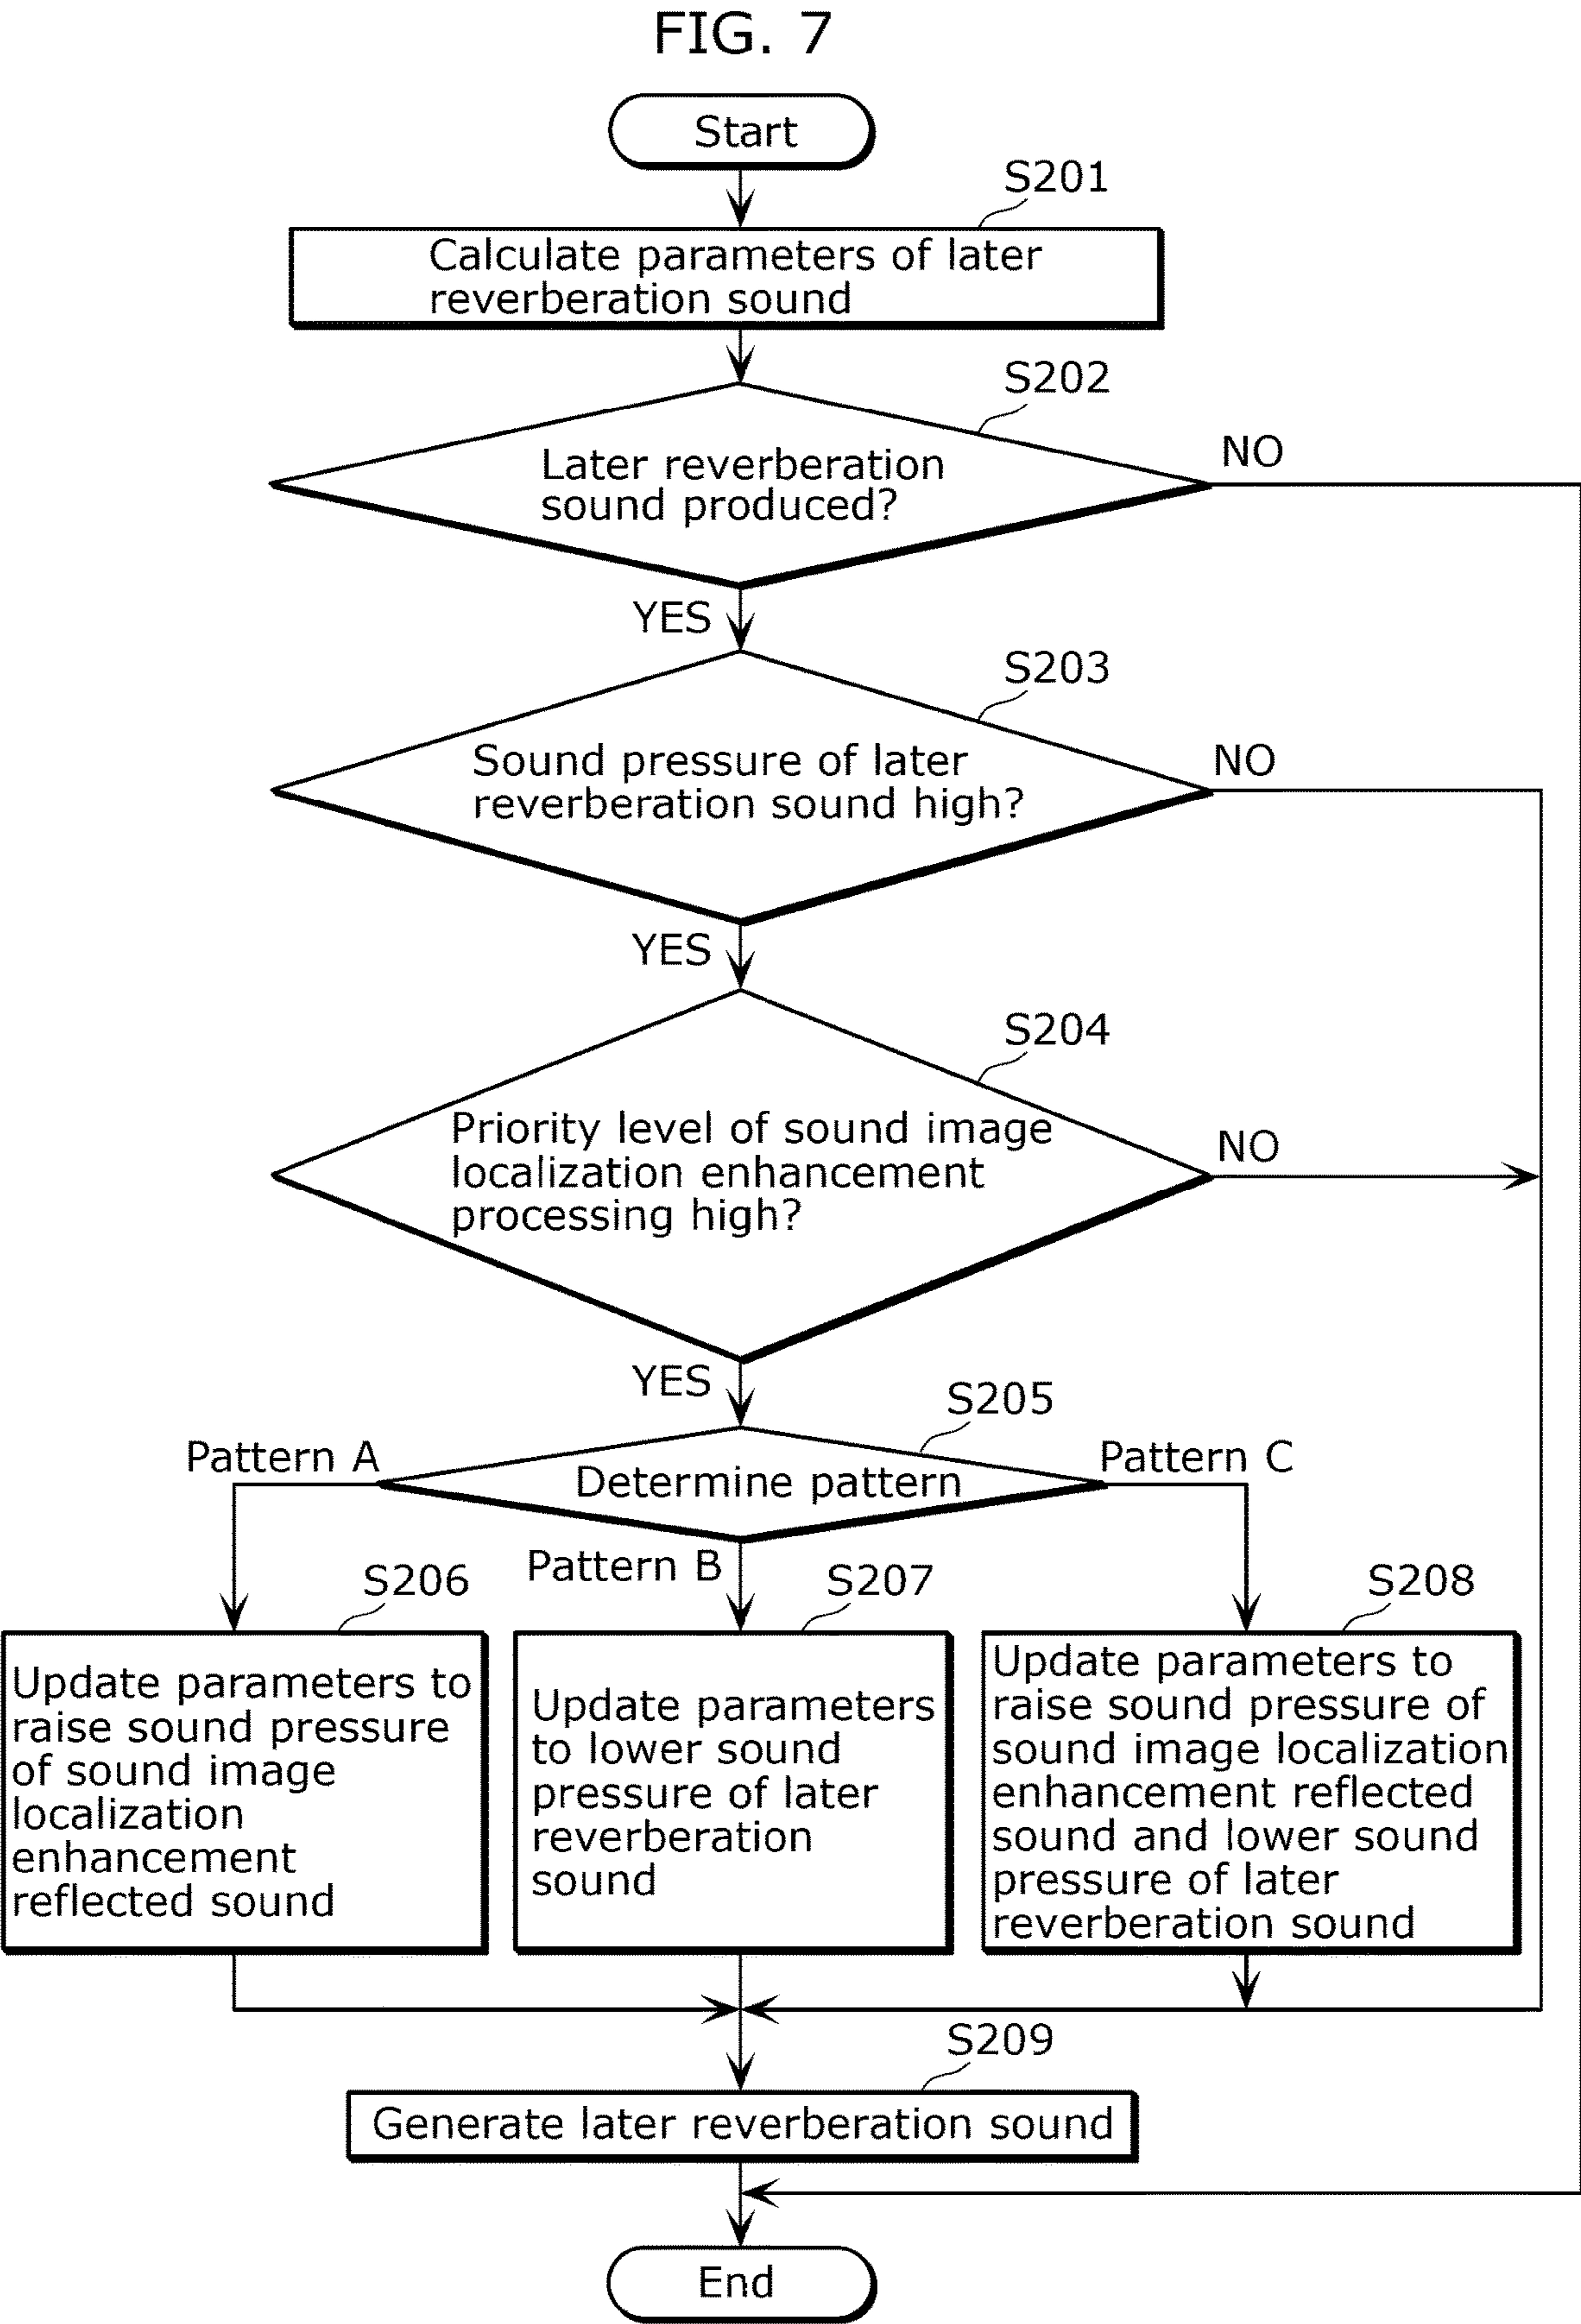 FIG. 7
Start
S201
Calculate parameters of later
reverberation sound
S202
Later reverberation
sound produced?
NO
YES
S203
Sound pressure of later
reverberation sound high?
NO
YES
S204
Priority level of sound image
localization enhancement
processing high?
NO
YES
S205
Determine pattern
Pattern A
Pattern B
Pattern C
S206
Update parameters to
raise sound pressure
of sound image
localization
enhancement
reflected sound
S207
Update parameters
to lower sound
pressure of later
reverberation
sound
S208
Update parameters to
raise sound pressure of
sound image localization
enhancement reflected
sound and lower sound
pressure of later
reverberation sound
S209
Generate later reverberation sound
End